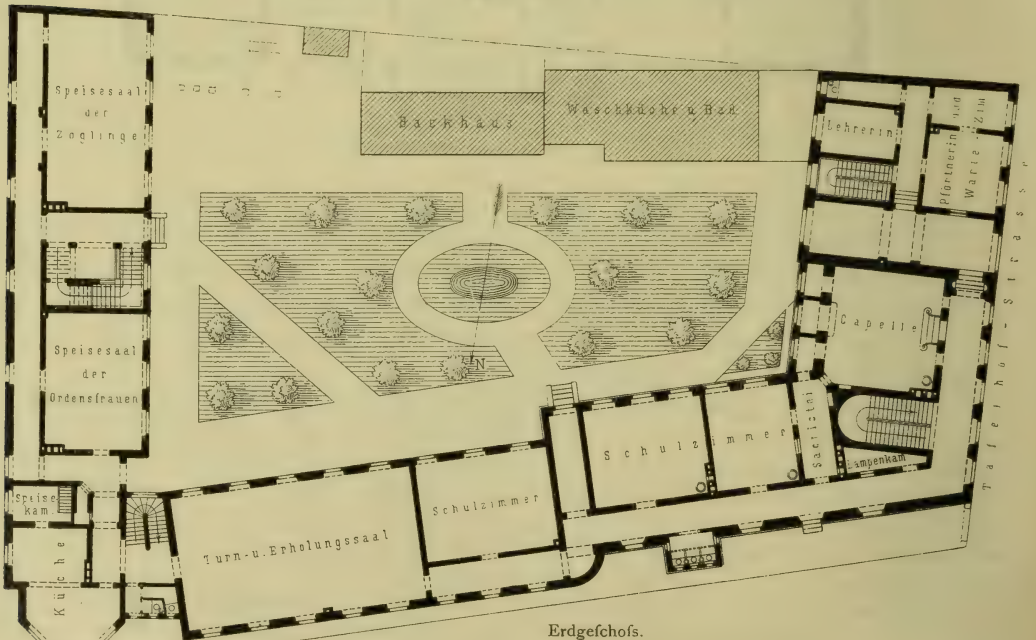 Speisesaal
der
Zöglinge
Backhaus
Waschküche u. Bad
Lehrerin
Pförtnerin und
Warte-Zim
Tafelhof-Strasse
Capelle
N
Speisesaal
der
Ordensfrauen
Schulzimmer
Sacristei
Lampenkam.
Schulzimmer
Turn-u. Erholungssaal
Speise
kam.
Küche
Erdgeſchoſs.